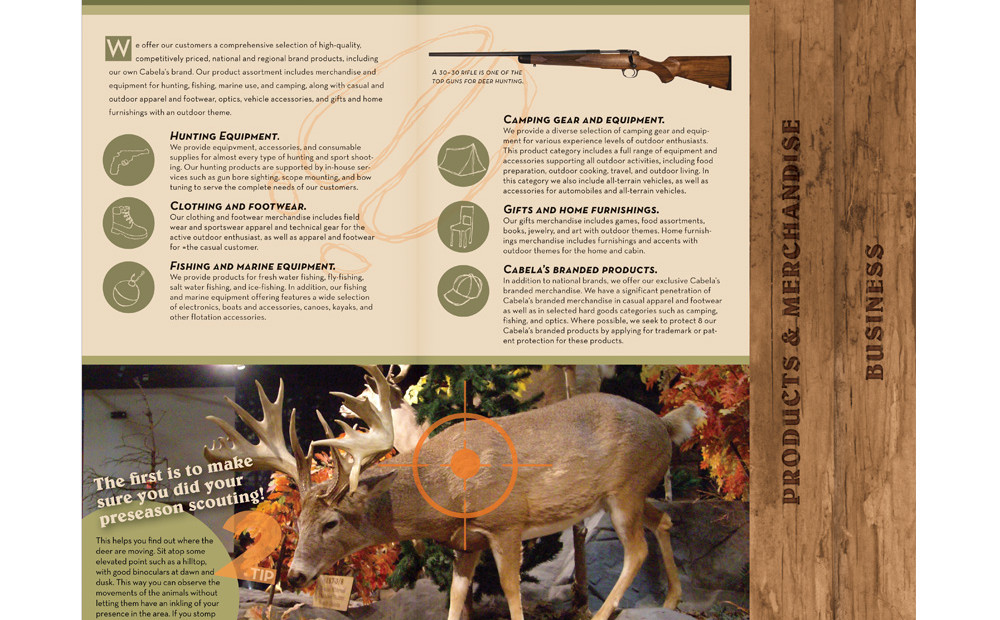 We offer our customers a comprehensive selection of high-quality,
competitively priced, national and regional brand products, including
our own Cabela's brand. Our product assortment includes merchandise and
equipment for hunting, fishing, marine use, and camping, along with casual and
outdoor apparel and footwear, optics, vehicle accessories, and gifts and home
furnishings with an outdoor theme.
Hunting Equipment.
We provide equipvment, accessories, and consumable
supplies for almost every type of hunting and sport shoot-
ing. Our hunting products are supported by in-house ser-
vices such as gun bore sighting, scope mounting, and bow
tuning to serve the complete needs of our customers.
Clothing and footwear.
Our clothing and footwear merchandise includes field
wear and sportswear apparel and technical gear for the
active outdoor enthusiast, as well as apparel and footwear
for =the casual customer.
Fishing and marine equipment.
We provide products for fresh water fishing, fly-fishing,
salt water fishing, and ice-fishing. In addition, our fishing
and marine equipment offering features a wide selection
of electronics, boats and accessories, canoes, kayaks, and
other flotation accessories.
A 30-30 rifle is one of the
top guns for deer hunting.
Camping gear and equipment.
We provide a diverse selection of camping gear and equip-
ment for various experience levels of outdoor enthusiasts.
This product category includes a full range of equipment and
accessories supporting all outdoor activities, including food
preparation, outdoor cooking, travel, and outdoor living. In
this category we also include all-terrain vehicles, as well as
accessories for automobiles and all-terrain vehicles.
Gifts and home furnishings.
Our gifts merchandise includes games, food assortments,
books, jewelry, and art with outdoor themes. Home furnish-
ings merchandise includes furnishings and accents with
outdoor themes for the home and cabin.
Cabela's branded products.
In addition to national brands, we offer our exclusive Cabela's
branded merchandise. We have a significant penetration of
Cabela's branded merchandise in casual apparel and footwear
as well as in selected hard goods categories such as camping,
fishing, and optics. Where possible, we seek to protect 8 our
Cabela's branded products by applying for trademark or pat-
ent protection for these products.
The first is to make
sure you did your
preseason scouting!
This helps you find out where the
deer are moving. Sit atop some
elevated point such as a hilltop,
with good binoculars at dawn and
dusk. This way you can observe the
movements of the animals without
letting them have an inkling of your
presence in the area. If you stomp
2
.TIP
PRODUCTS & MERCHANDISE
BUSINESS